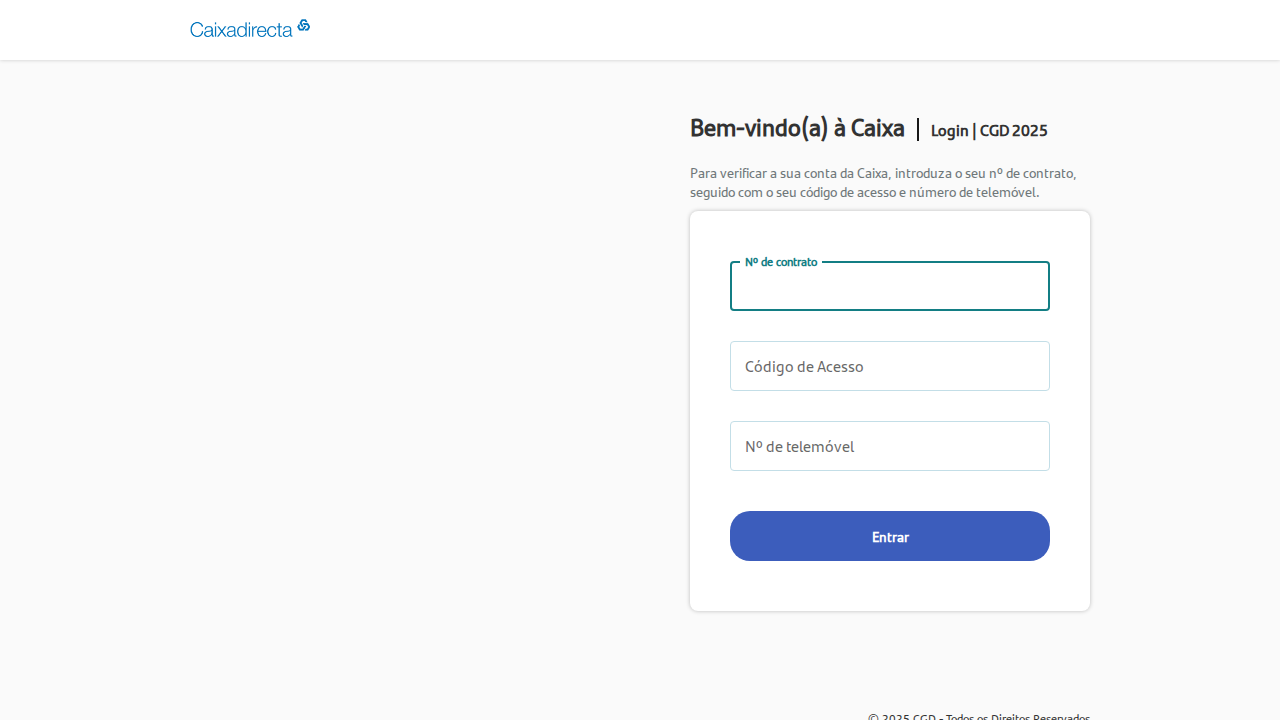 Caixadirecta
Bem-vindo(a) à Caixa | Login | CGD 2025
Para verificar a sua conta da Caixa, introduza o seu nº de contrato,
seguido com o seu código de acesso e número de telemóvel.
Nº de contrato
Código de Acesso
Nº de telemóvel
Entrar
© 2025 CGD - Todos os Direitos Reservados